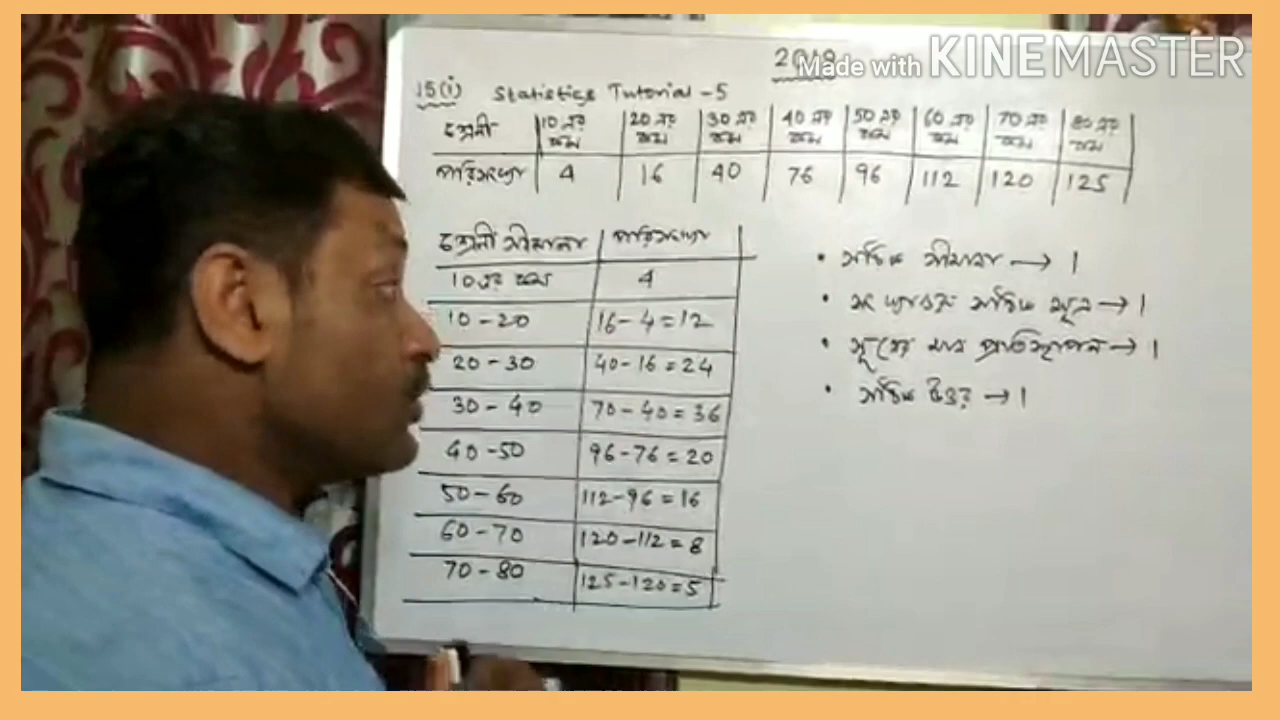 2018
Made with KINEMASTER
15(i) Statistics Tutorial -5
শ্রেণী 10 এর কম 20 এর কম 30 এর কম 40 এর কম 50 এর কম 60 এর কম 70 এর কম 80 এর কম
পরিসংখ্যা 4 16 40 76 96 112 120 125
শ্রেণী সীমানা পরিসংখ্যা
10 এর কম 4
10 - 20 16 - 4 = 12
20 - 30 40 - 16 = 24
30 - 40 70 - 40 = 36
40 - 50 96 - 76 = 20
50 - 60 112 - 96 = 16
60 - 70 120 - 112 = 8
70 - 80 125 - 120 = 5
• সঠিক সীমানা → 1
• সংখ্যাগুরু সঠিক সূত্র → 1
• সূত্রে মান প্রতিস্থাপন → 1
• সঠিক উত্তর → 1